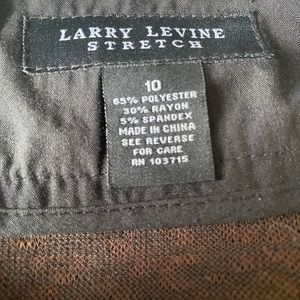 LARRY LEVINE
STRETCH
10
65% POLYESTER
30% RAYON
5% SPANDEX
MADE IN CHINA
SEE REVERSE
FOR CARE
RN 103715